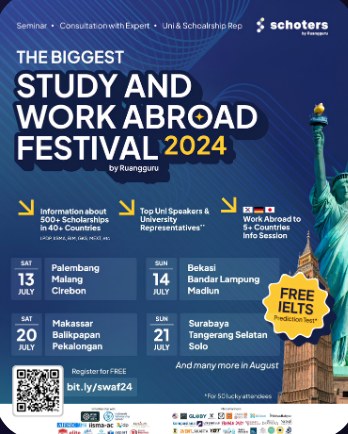 Seminar • Consultation with Expert • Uni & Scholarship Rep
schoters
by Ruangguru
THE BIGGEST
STUDY AND
WORK ABROAD
FESTIVAL 2024
by Ruangguru
Information about
500+ Scholarships
in 40+ Countries
Top Uni Speakers &
University
Representatives**
Work Abroad to
5+ Countries
Info Session
SAT
13
JULY
Palembang
Malang
Cirebon
SUN
14
JULY
Bekasi
Bandar Lampung
Madiun
FREE
IELTS
Prediction Test*
SAT
20
JULY
Makassar
Balikpapan
Pekalongan
SUN
21
JULY
Surabaya
Tangerang Selatan
Solo
And many more in August
Register for FREE
bit.ly/swaf24
*For 50 lucky attendees